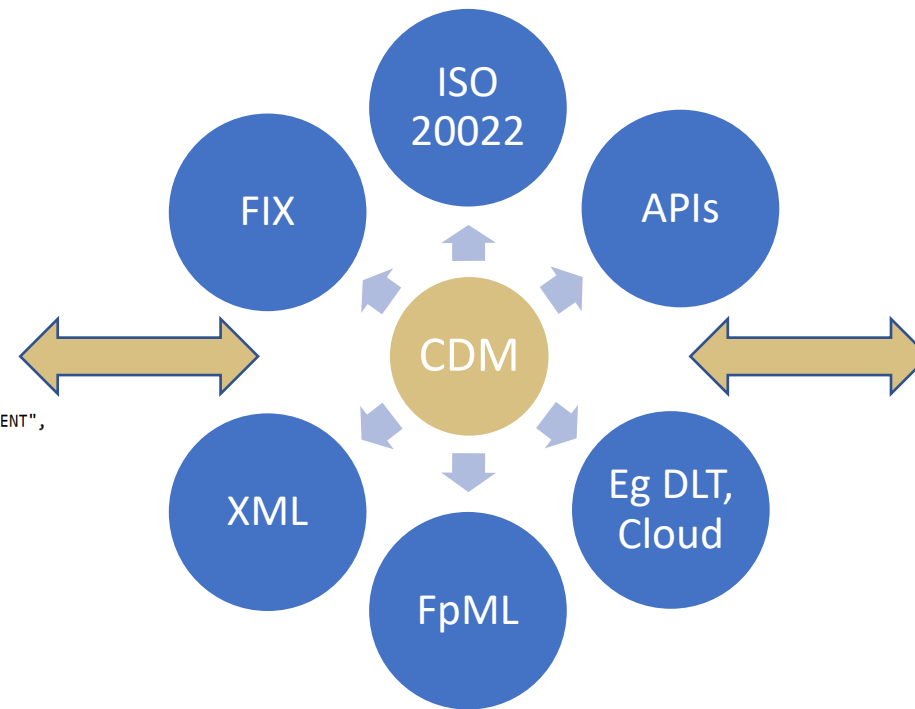 ISO
20022
FIX
APIs
CDM
ENT",
XML
Eg DLT,
Cloud
FpML